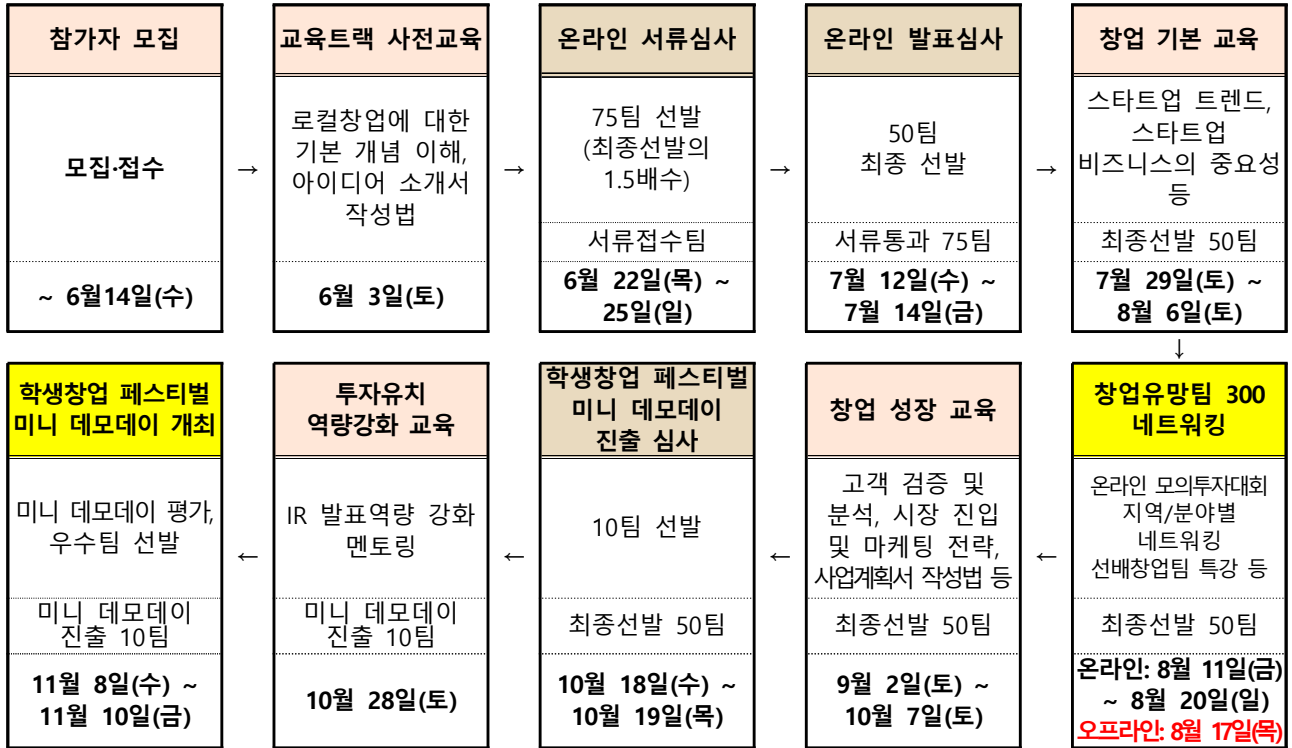 참가자 모집
모집·접수
~ 6월14일(수)
→
교육트랙 사전교육
로컬창업에 대한
기본 개념 이해,
아이디어 소개서
작성법
6월 3일(토)
→
온라인 서류심사
75팀 선발
(최종선발의
1.5배수)
서류접수팀
6월 22일(목) ~
25일(일)
→
온라인 발표심사
50팀
최종 선발
서류통과 75팀
7월 12일(수) ~
7월 14일(금)
→
창업 기본 교육
스타트업 트렌드,
스타트업
비즈니스의 중요성
등
최종선발 50팀
7월 29일(토) ~
8월 6일(토)
↓
창업유망팀 300
네트워킹
온라인 모의투자대회
지역/분야별
네트워킹
선배창업팀 특강 등
최종선발 50팀
온라인: 8월 11일(금)
~ 8월 20일(일)
오프라인: 8월 17일(목)
←
창업 성장 교육
고객 검증 및
분석, 시장 진입
및 마케팅 전략,
사업계획서 작성법 등
최종선발 50팀
9월 2일(토) ~
10월 7일(토)
←
학생창업 페스티벌
미니 데모데이
진출 심사
10팀 선발
최종선발 50팀
10월 18일(수) ~
10월 19일(목)
←
투자유치
역량강화 교육
IR 발표역량 강화
멘토링
미니 데모데이
진출 10팀
10월 28일(토)
←
학생창업 페스티벌
미니 데모데이 개최
미니 데모데이 평가,
우수팀 선발
미니 데모데이
진출 10팀
11월 8일(수) ~
11월 10일(금)